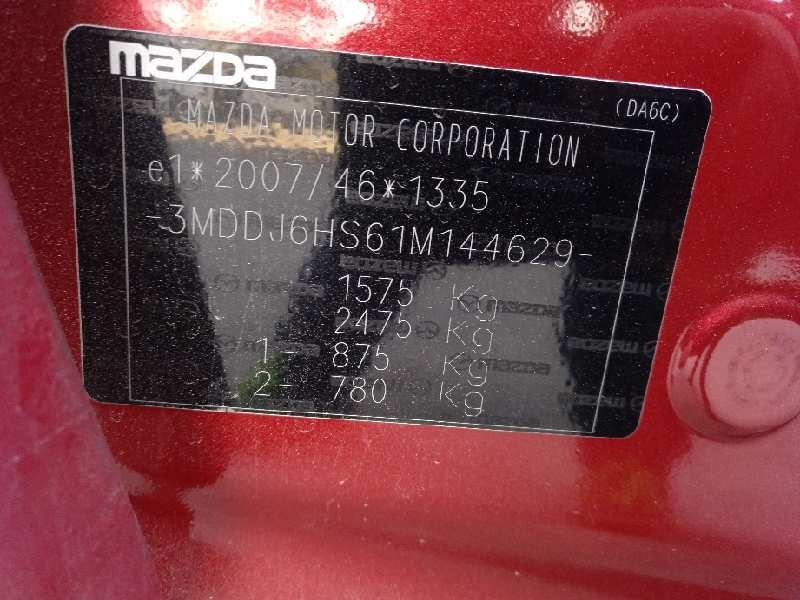 mazda
(DA6C)
MAZDA MOTOR CORPORATION
e1*2007/46*1335
-3MDDJ6HS61M144629-
1575 Kg
2475 Kg
1- 875 Kg
2- 780 Kg